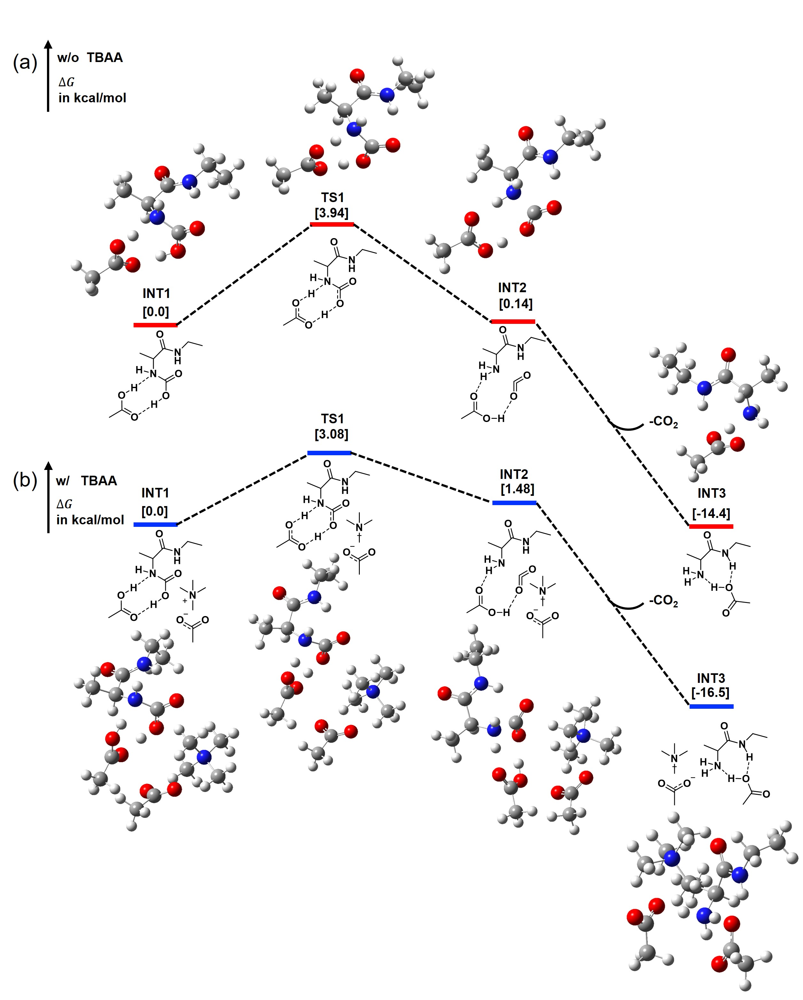 (a)
w/o TBAA
ΔG
in kcal/mol
TS1
[3.94]
INT1
[0.0]
INT2
[0.14]
O
N
H
H
N
O
H
O
O
H
O
O
N
H
H
N
O
H
O
O
H
O
O
N
H
H
N
H
O
O
O
O-H
-CO2
INT3
[-14.4]
O
N
H
H
N
H
H-O
O
(b)
w/ TBAA
ΔG
in kcal/mol
INT1
[0.0]
TS1
[3.08]
INT2
[1.48]
O
N
H
H
N
O
H
O
O
H
O
N
+
−
O
O
O
N
H
H
N
O
H
O
O
H
O
N
+
−
O
O
O
N
H
H
N
H
O
O
O
O-H
N
+
−
O
O
-CO2
INT3
[-16.5]
O
N
H
H
N
H
H-O
O
N
+
−
O
O